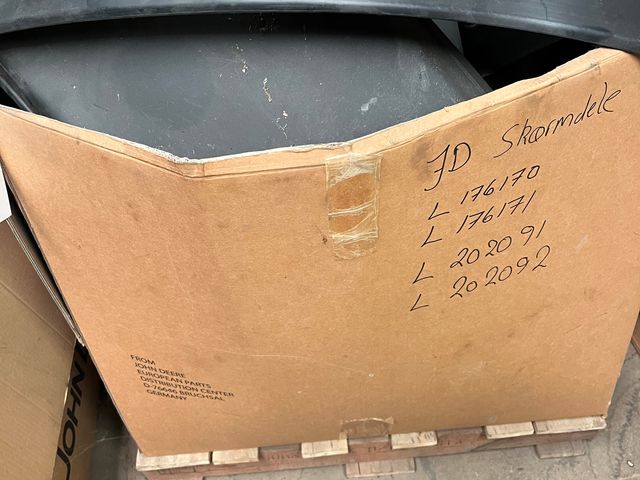 JD Skærmdele
L 176170
L 176171
L 202091
L 202092
FROM
JOHN DEERE
EUROPEAN PARTS
DISTRIBUTION CENTER
D-76646 BRUCHSAL
GERMANY
JOHN